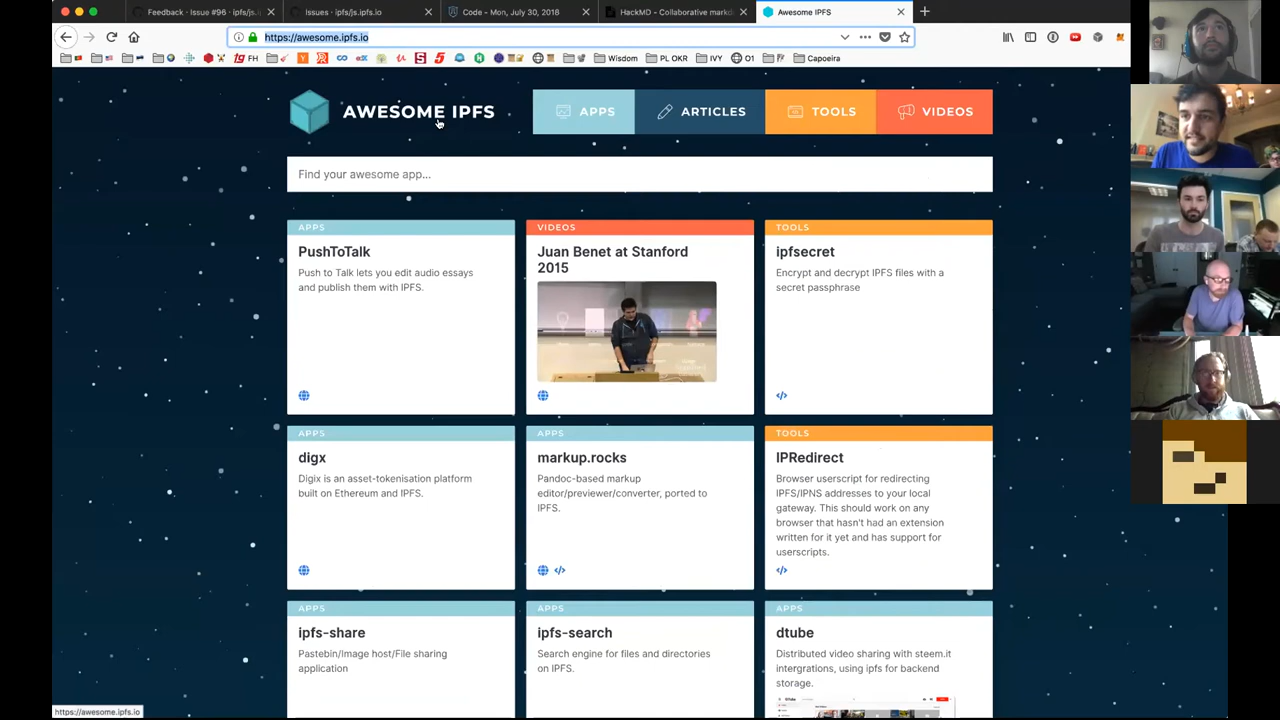 Feedback · Issue #96 · ipfs/js.i
Issues · ipfs/js.ipfs.io
Code - Mon, July 30, 2018
HackMD - Collaborative markd
Awesome IPFS
https://awesome.ipfs.io
FH
Wisdom
PL OKR
IVY
O1
Capoeira
AWESOME IPFS
APPS
ARTICLES
TOOLS
VIDEOS
Find your awesome app...
APPS
PushToTalk
Push to Talk lets you edit audio essays
and publish them with IPFS.
VIDEOS
Juan Benet at Stanford
2015
TOOLS
ipfsecret
Encrypt and decrypt IPFS files with a
secret passphrase
APPS
digx
Digix is an asset-tokenisation platform
built on Ethereum and IPFS.
APPS
markup.rocks
Pandoc-based markup
editor/previewer/converter, ported to
IPFS.
TOOLS
IPRedirect
Browser userscript for redirecting
IPFS/IPNS addresses to your local
gateway. This should work on any
browser that hasn't had an extension
written for it yet and has support for
userscripts.
APPS
ipfs-share
Pastebin/Image host/File sharing
application
APPS
ipfs-search
Search engine for files and directories
on IPFS.
APPS
dtube
Distributed video sharing with steem.it
intergrations, using ipfs for backend
storage.
https://awesome.ipfs.io